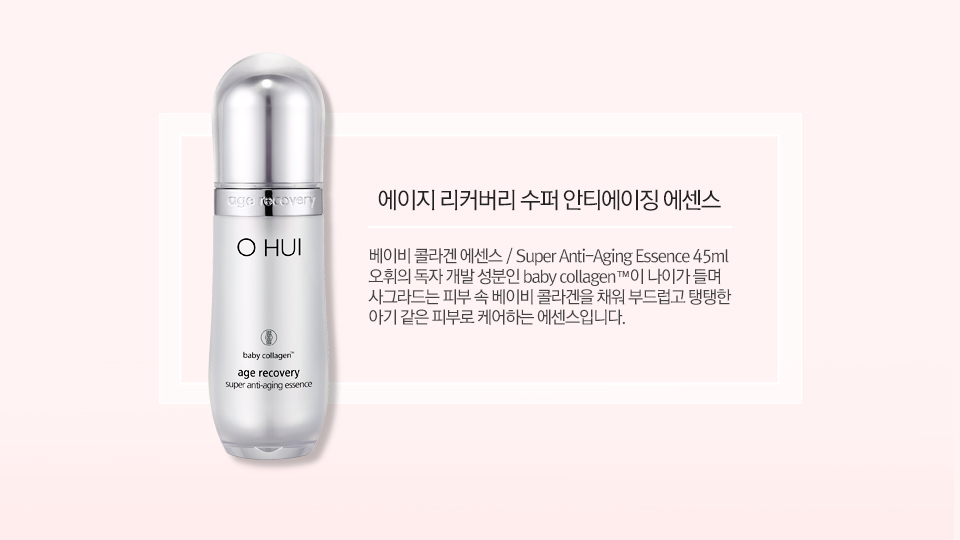 age recovery
O HUI
baby collagen™
age recovery
super anti-aging essence
에이지 리커버리 수퍼 안티에이징 에센스
베이비 콜라겐 에센스 / Super Anti-Aging Essence 45ml
오휘의 독자 개발 성분인 baby collagen™이 나이가 들며
사그라드는 피부 속 베이비 콜라겐을 채워 부드럽고 탱탱한
아기 같은 피부로 케어하는 에센스입니다.